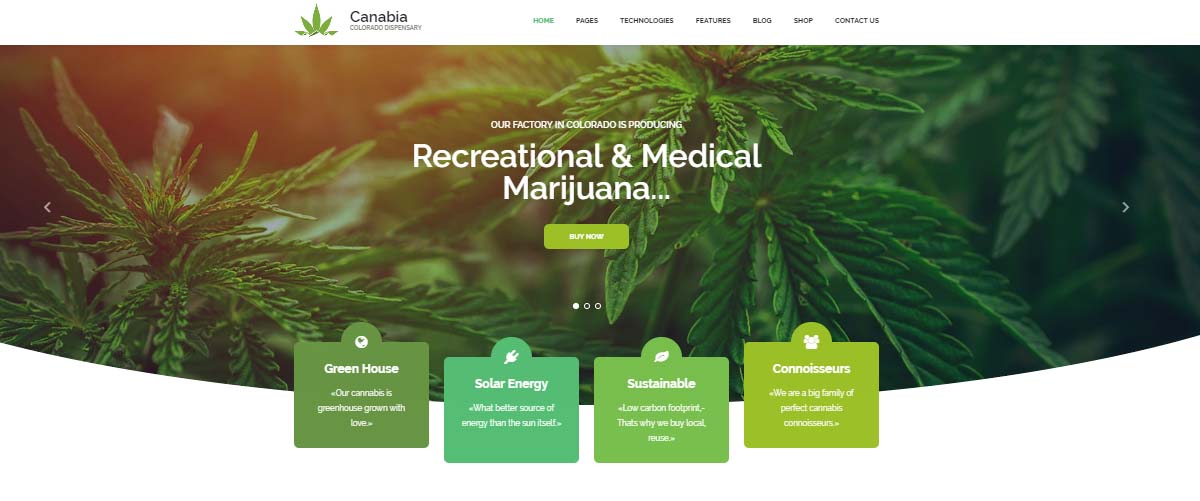 Canabia
COLORADO DISPENSARY
HOME PAGES TECHNOLOGIES FEATURES BLOG SHOP CONTACT US
OUR FACTORY IN COLORADO IS PRODUCING
Recreational & Medical
Marijuana...
BUY NOW
Green House
«Our cannabis is
greenhouse grown with
love.»
Solar Energy
«What better source of
energy than the sun itself.»
Sustainable
«Low carbon footprint,-
Thats why we buy local,
reuse.»
Connoisseurs
«We are a big family of
perfect cannabis
connoisseurs.»